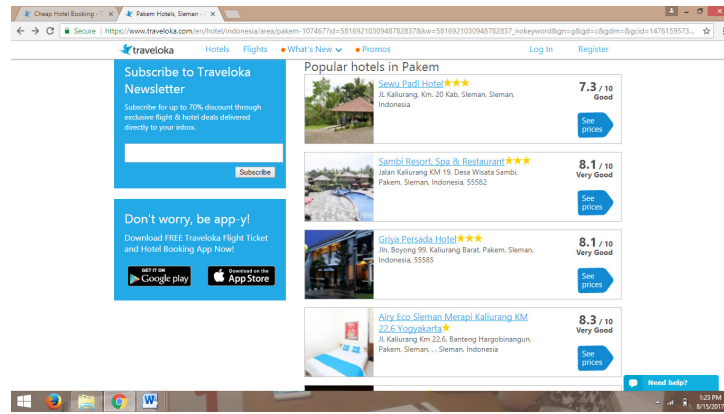 Cheap Hotel Booking - T
Pakem Hotels, Sleman -
Secure
https://www.traveloka.com/en/hotel/indonesia/area/pakem-107467?id=58169210309487828378&kw=5816921030948782837_nokeyword&gn=g&gd=c&gdm=&gcid=1476159573...
traveloka
Hotels
Flights
What's New
Promos
Log In
Register
Subscribe to Traveloka
Newsletter
Subscribe for up to 70% discount through
exclusive flight & hotel deals delivered
directly to your inbox.
Subscribe
Don't worry, be app-y!
Download FREE Traveloka Flight Ticket
and Hotel Booking App Now!
GET IT ON
Google play
Download on the
App Store
Popular hotels in Pakem
Sewu Padi Hotel
JL Kaliurang, Km. 20 Kab. Sleman, Sleman,
Indonesia
7.3 / 10
Good
See
prices
Sambi Resort, Spa & Restaurant
Jalan Kaliurang KM 19, Desa Wisata Sambi,
Pakem, Sleman, Indonesia, 55582
8.1 / 10
Very Good
See
prices
Griya Persada Hotel
Jln. Boyong 99, Kaliurang Barat, Pakem, Sleman,
Indonesia, 55585
8.1 / 10
Very Good
See
prices
Airy Eco Sleman Merapi Kaliurang KM
22,6 Yogyakarta
Jl. Kaliurang Km 22,6, Banteng Hargobinangun,
Pakem, Sleman, , , Sleman, Indonesia
8.3 / 10
Very Good
See
prices
Need help?
1:23 PM
8/15/2017